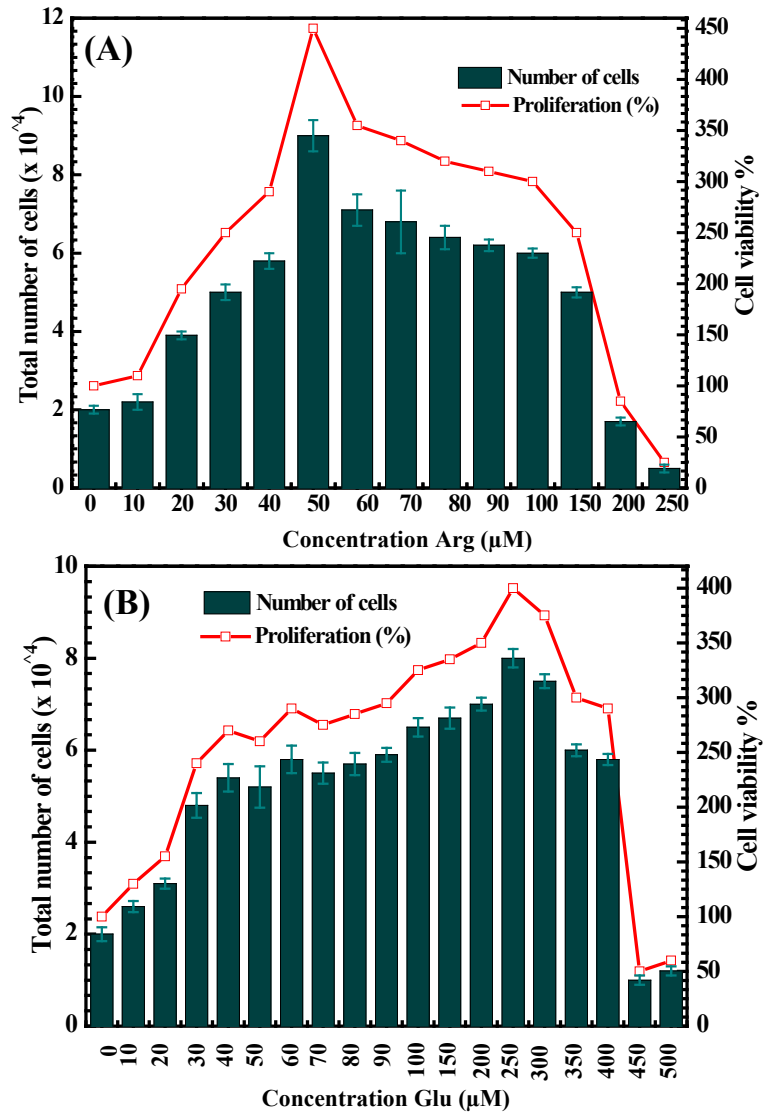 (A)
Number of cells
Proliferation (%)
Total number of cells (x 10^4)
12
10
8
6
4
2
0
450
400
350
300
250
200
150
100
50
0
Cell viability %
0 10 20 30 40 50 60 70 80 90 100 150 200 250
Concentration Arg (µM)
(B)
Number of cells
Proliferation (%)
Total number of cells (x 10^4)
10
8
6
4
2
0
400
350
300
250
200
150
100
50
0
Cell viability %
0 10 20 30 40 50 60 70 80 90 100 150 200 250 300 350 400 450 500
Concentration Glu (µM)